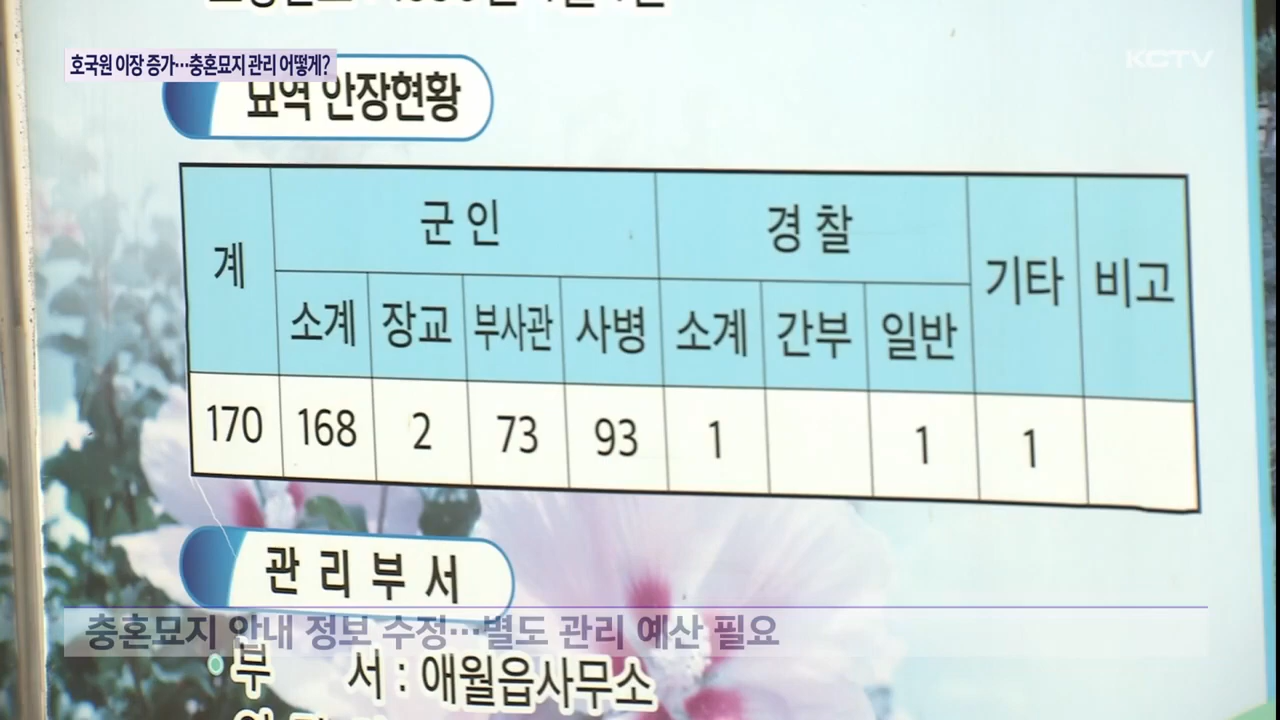 호국원 이장 증가…충혼묘지 관리 어떻게?
KCTV
묘역 안장현황
계 군 인 경 찰 기타 비고
소계 장교 부사관 사병 소계 간부 일반
170 168 2 73 93 1 1 1
관 리 부 서
충혼묘지 안내 정보 수정…별도 관리 예산 필요
부 서 : 애월읍사무소